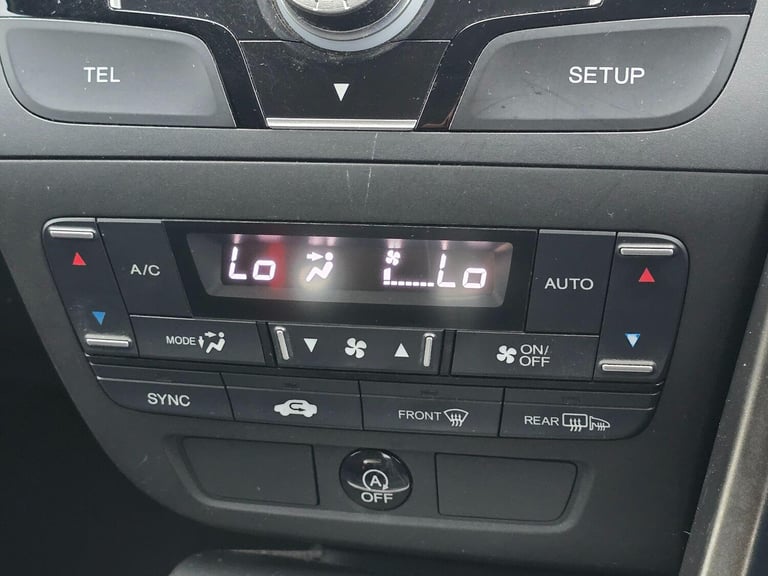 TEL
SETUP
Lo
Lo
A/C
AUTO
MODE
ON/
OFF
SYNC
FRONT
REAR
A
OFF